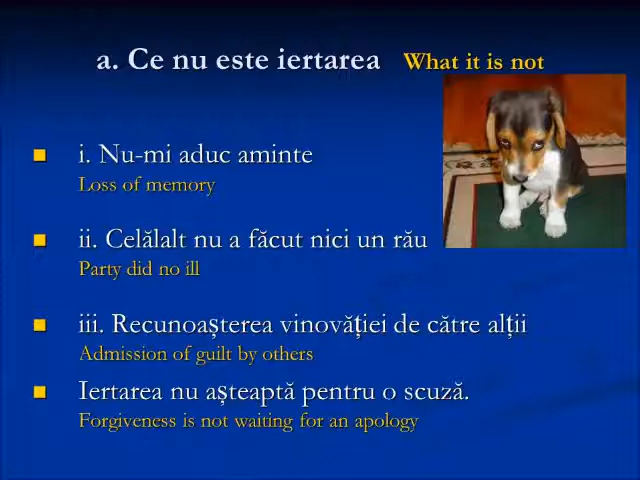 a. Ce nu este iertarea What it is not
i. Nu-mi aduc aminte
Loss of memory
ii. Celălalt nu a făcut nici un rău
Party did no ill
iii. Recunoașterea vinovăției de către alții
Admission of guilt by others
Iertarea nu așteaptă pentru o scuză.
Forgiveness is not waiting for an apology